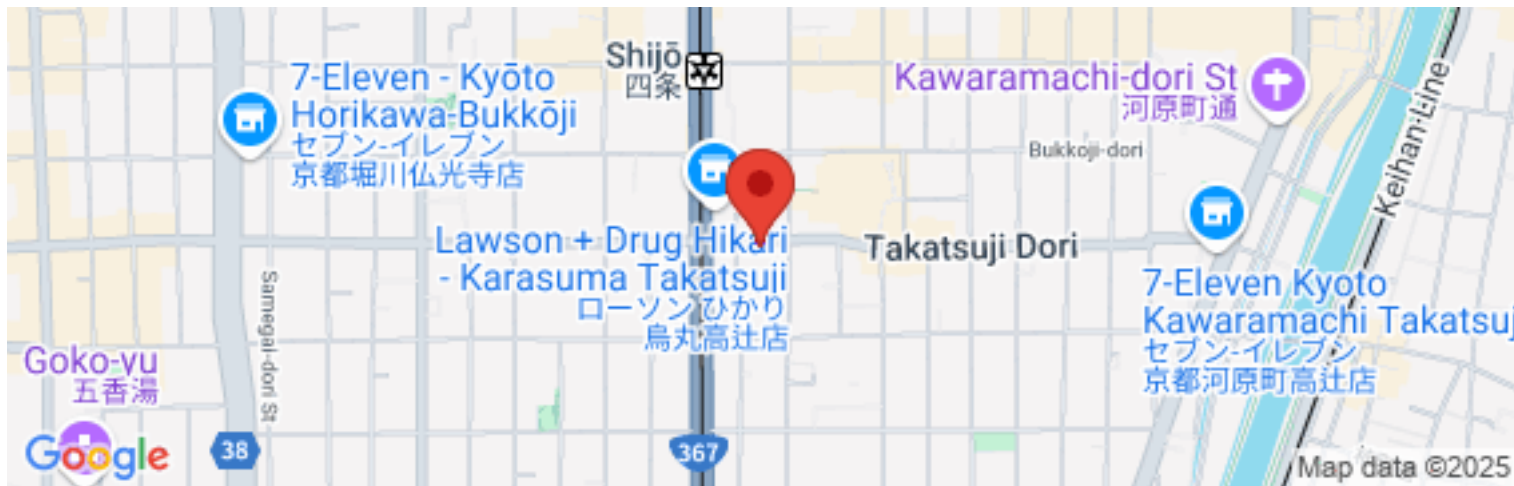 Shijō
四条
7-Eleven - Kyōto
Horikawa-Bukkōji
セブン-イレブン
京都堀川仏光寺店
Kawaramachi-dori St
河原町通
Keihan Line
Bukkoji-dori
Lawson + Drug Hikari
- Karasuma Takatsuji
ローソン ひかり
烏丸高辻店
Takatsuji Dori
7-Eleven Kyoto
Kawaramachi Takatsuj
セブン-イレブン
京都河原町高辻店
Samegai-dori St
Goko-yu
五香湯
Google
38
367
Map data ©2025